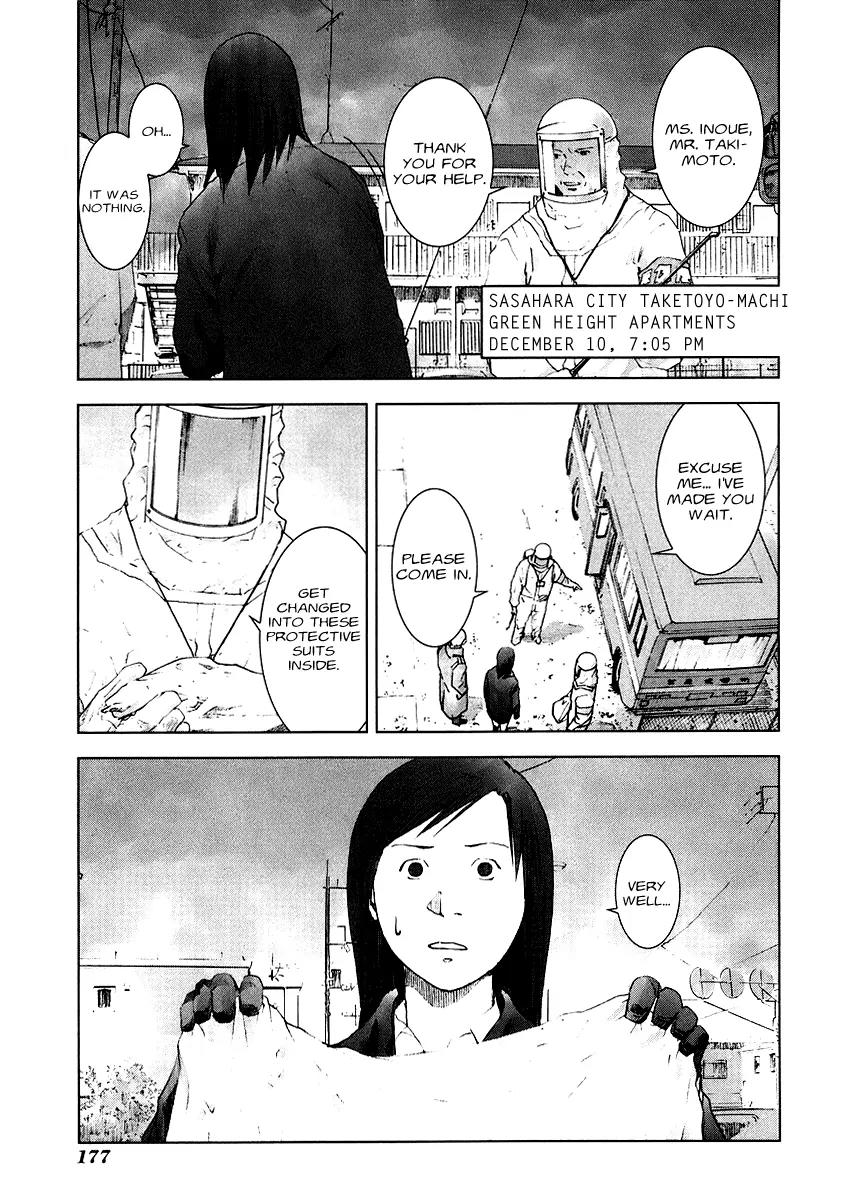 MS. INOUE,
MR. TAKI-
MOTO.
THANK
YOU FOR
YOUR HELP.
OH...
IT WAS
NOTHING.
SASAHARA CITY TAKETOYO-MACHI
GREEN HEIGHT APARTMENTS
DECEMBER 10, 7:05 PM
EXCUSE
ME... I'VE
MADE YOU
WAIT.
PLEASE
COME IN.
GET
CHANGED
INTO THESE
PROTECTIVE
SUITS
INSIDE.
VERY
WELL...
177